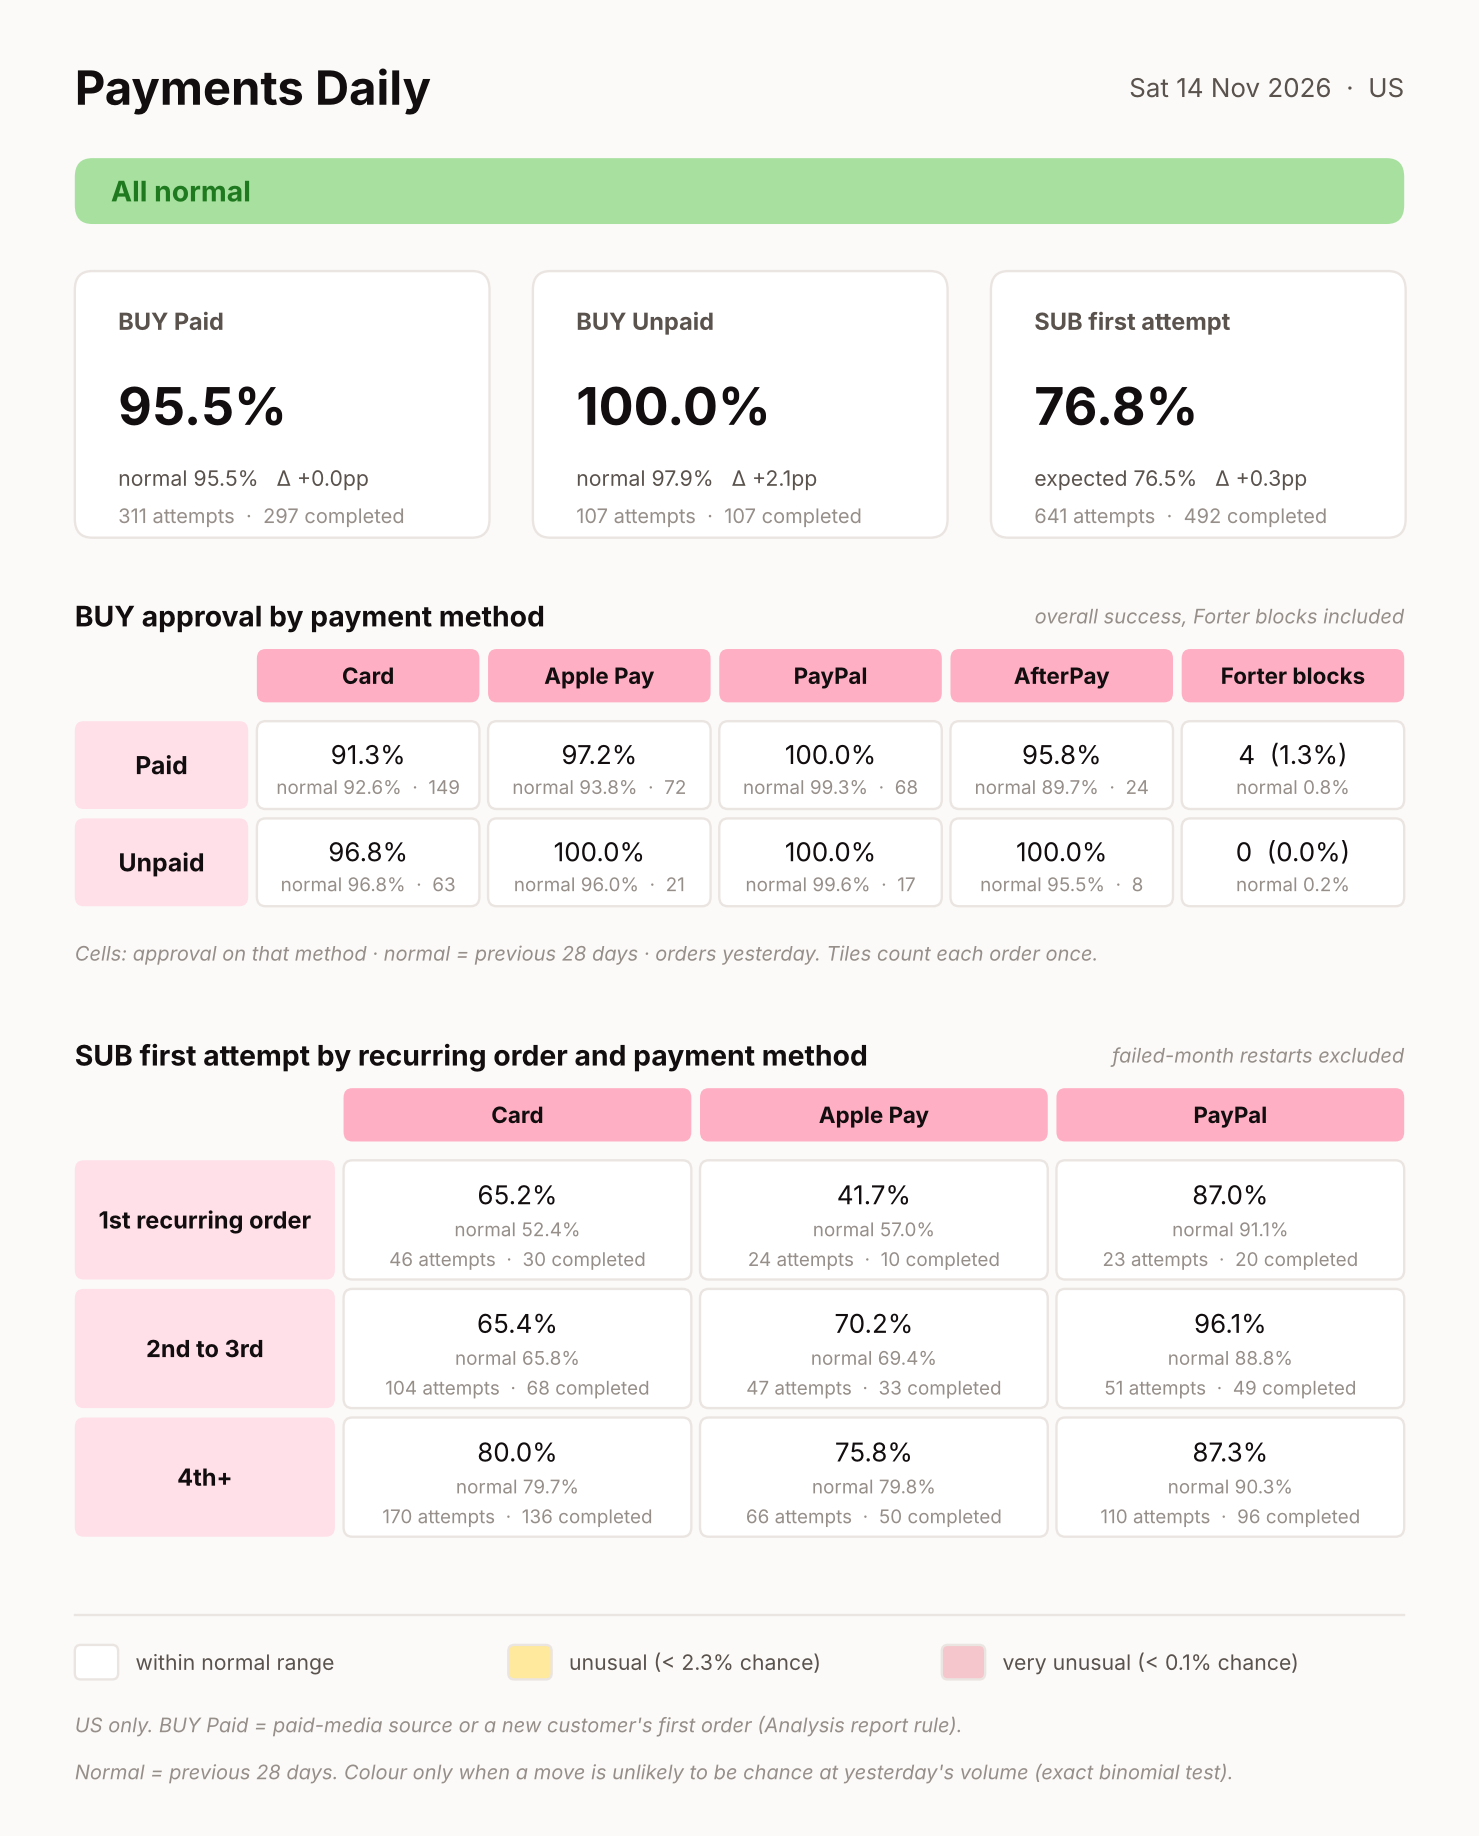 Payments Daily
Sat 14 Nov 2026 · US
All normal
BUY Paid
95.5%
normal 95.5% Δ +0.0pp
311 attempts · 297 completed
BUY Unpaid
100.0%
normal 97.9% Δ +2.1pp
107 attempts · 107 completed
SUB first attempt
76.8%
expected 76.5% Δ +0.3pp
641 attempts · 492 completed
BUY approval by payment method
overall success, Forter blocks included
Card Apple Pay PayPal AfterPay Forter blocks
Paid
91.3%
normal 92.6% · 149
97.2%
normal 93.8% · 72
100.0%
normal 99.3% · 68
95.8%
normal 89.7% · 24
4 (1.3%)
normal 0.8%
Unpaid
96.8%
normal 96.8% · 63
100.0%
normal 96.0% · 21
100.0%
normal 99.6% · 17
100.0%
normal 95.5% · 8
0 (0.0%)
normal 0.2%
Cells: approval on that method · normal = previous 28 days · orders yesterday. Tiles count each order once.
SUB first attempt by recurring order and payment method
failed-month restarts excluded
Card Apple Pay PayPal
1st recurring order
65.2%
normal 52.4%
46 attempts · 30 completed
41.7%
normal 57.0%
24 attempts · 10 completed
87.0%
normal 91.1%
23 attempts · 20 completed
2nd to 3rd
65.4%
normal 65.8%
104 attempts · 68 completed
70.2%
normal 69.4%
47 attempts · 33 completed
96.1%
normal 88.8%
51 attempts · 49 completed
4th+
80.0%
normal 79.7%
170 attempts · 136 completed
75.8%
normal 79.8%
66 attempts · 50 completed
87.3%
normal 90.3%
110 attempts · 96 completed
within normal range
unusual (< 2.3% chance)
very unusual (< 0.1% chance)
US only. BUY Paid = paid-media source or a new customer's first order (Analysis report rule).
Normal = previous 28 days. Colour only when a move is unlikely to be chance at yesterday's volume (exact binomial test).